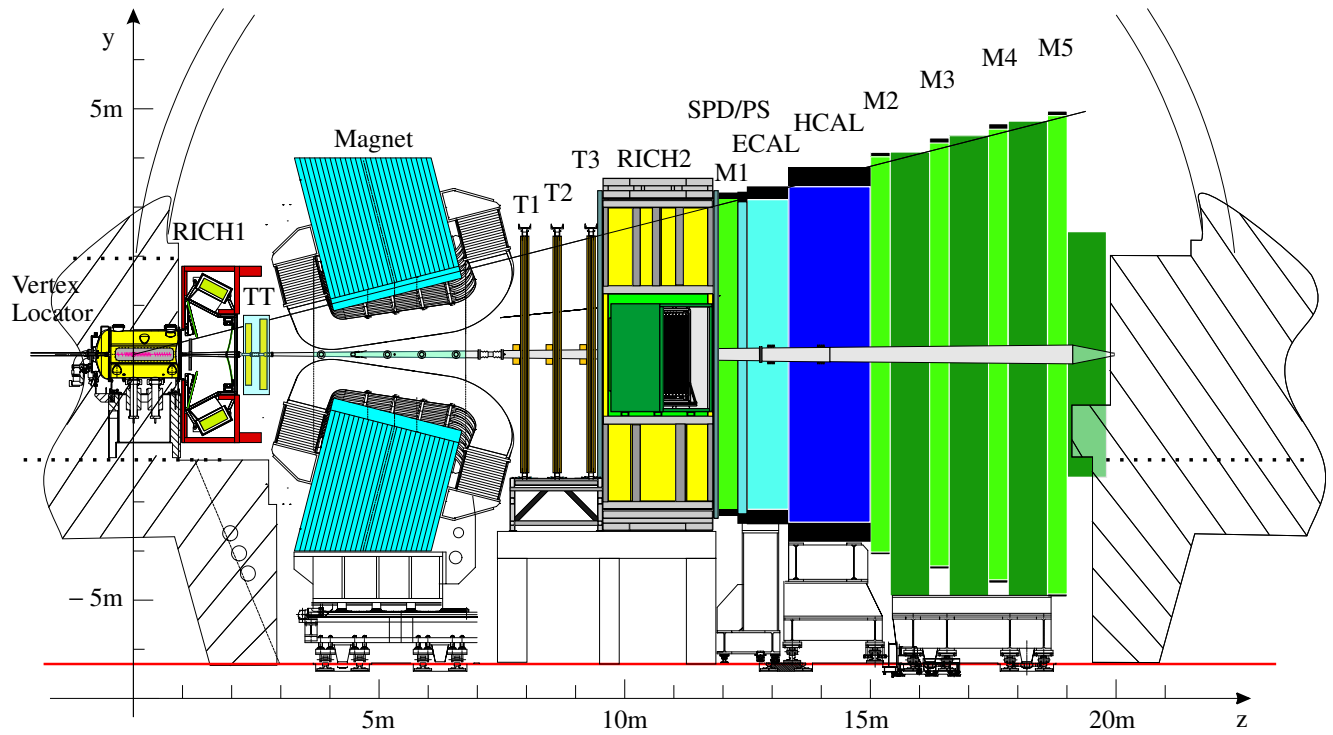 y
5m
M5
M4
M3
M2
SPD/PS
HCAL
ECAL
Magnet
T3
RICH2
M1
T2
T1
RICH1
Vertex
Locator
TT
− 5m
5m
10m
15m
20m
z